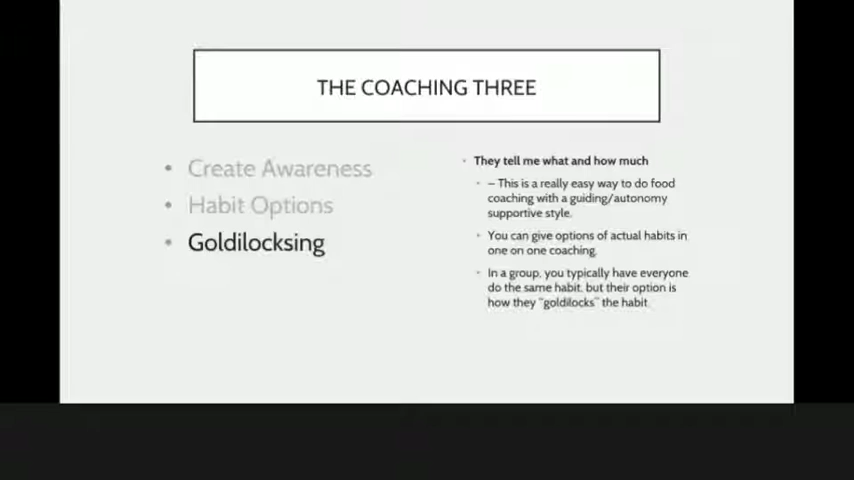 THE COACHING THREE
• Create Awareness
• Habit Options
• Goldilocksing
• They tell me what and how much
• – This is a really easy way to do food
coaching with a guiding/autonomy
supportive style.
• You can give options of actual habits in
one on one coaching.
• In a group, you typically have everyone
do the same habit, but their option is
how they "goldilocks" the habit.